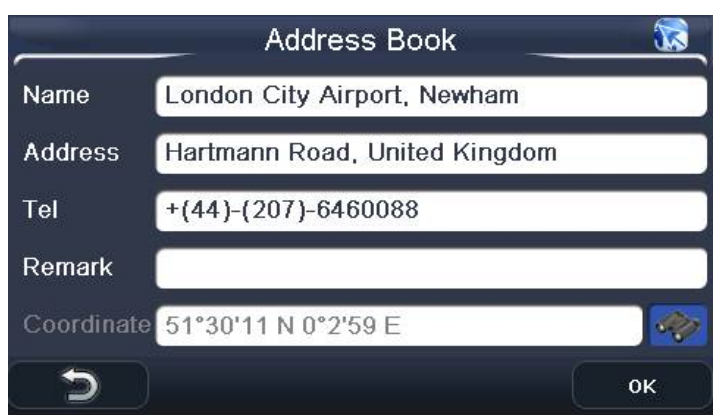 Address Book
Name London City Airport, Newham
Address Hartmann Road, United Kingdom
Tel +(44)-(207)-6460088
Remark
Coordinate 51°30'11 N 0°2'59 E
OK